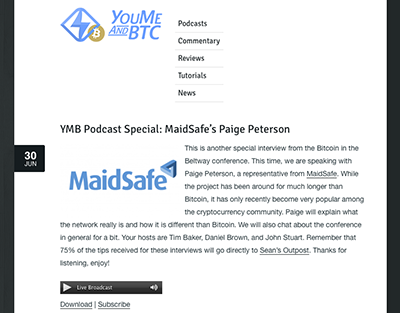 YOUME
AND BTC
Podcasts
Commentary
Reviews
Tutorials
News
YMB Podcast Special: MaidSafe's Paige Peterson
30
JUN
MaidSafe
This is another special interview from the Bitcoin in the
Beltway conference. This time, we are speaking with
Paige Peterson, a representative from MaidSafe. While
the project has been around for much longer than
Bitcoin, it has only recently become very popular among
the cryptocurrency community. Paige will explain what
the network really is and how it is different than Bitcoin. We will also chat about the conference
in general for a bit. Your hosts are Tim Baker, Daniel Brown, and John Stuart. Remember that
75% of the tips received for these interviews will go directly to Sean's Outpost. Thanks for
listening, enjoy!
Live Broadcast
Download | Subscribe